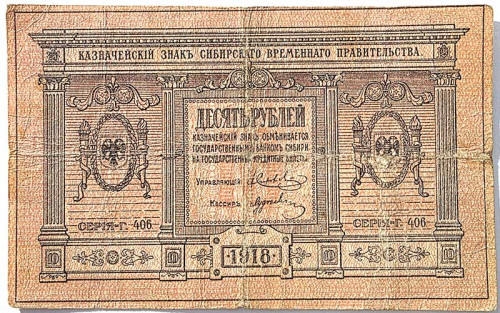 КАЗНАЧЕЙСКІЙ ЗНАКЪ СИБИРСКАГО ВРЕМЕННАГО ПРАВИТЕЛЬСТВА.
ДЕСЯТЬ РУБЛЕЙ
КАЗНАЧЕЙСКІЙ ЗНАКЪ ОБМѢНИВАЕТСЯ
ГОСУДАРСТВЕННЫМЪ БАНКОМЪ СИБИРИ
НА ГОСУДАРСТВЕННЫЕ КРЕДИТНЫЕ БИЛЕТЫ.
УПРАВЛЯЮЩІЙ
КАССИРЪ
СЕРІЯ-Г. 406
СЕРІЯ-Г. 406
1918